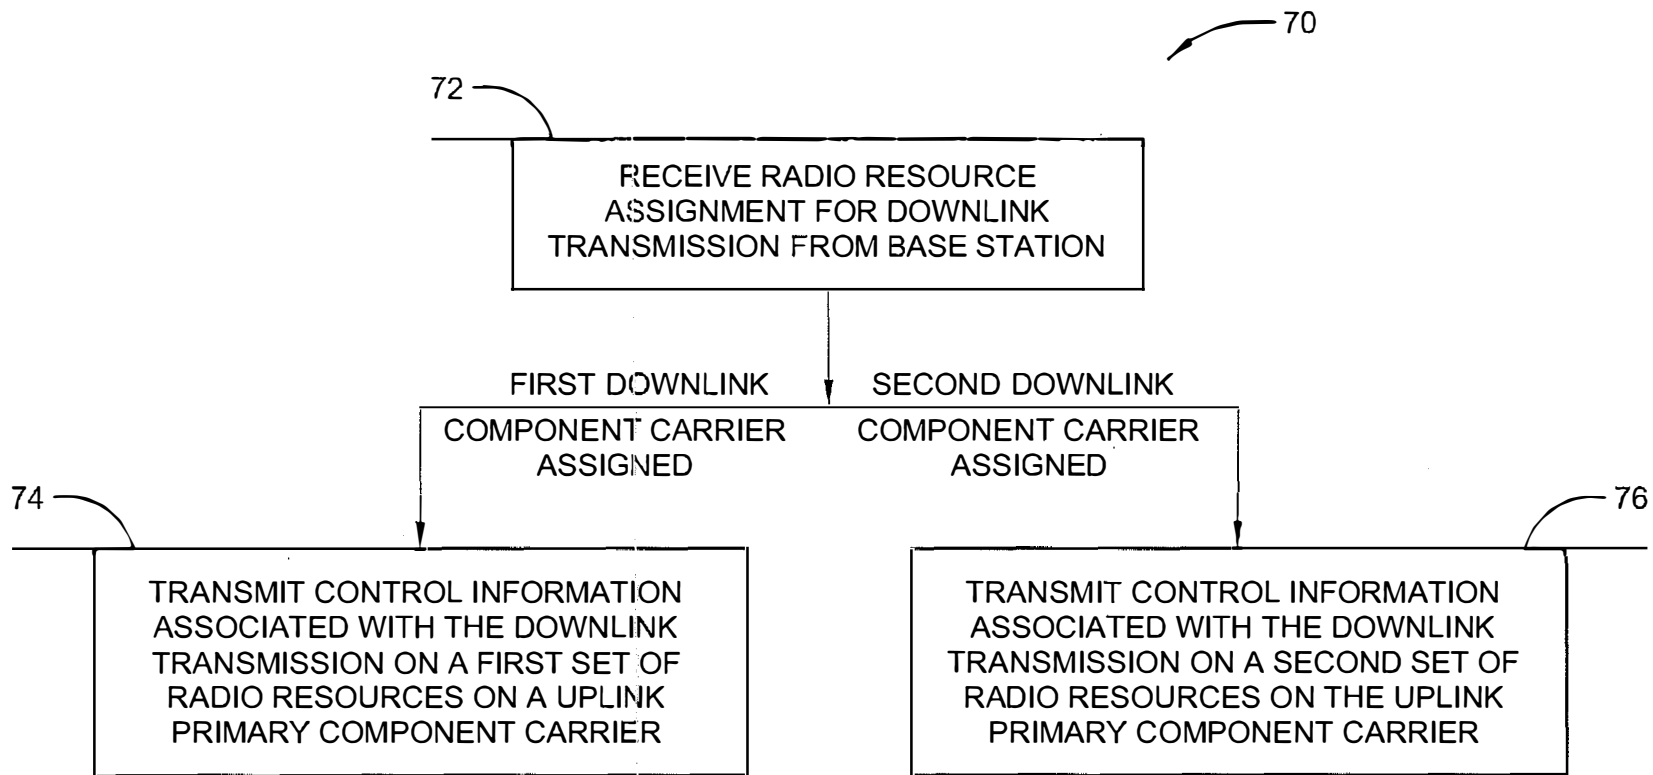 70
72
RECEIVE RADIO RESOURCE
ASSIGNMENT FOR DOWNLINK
TRANSMISSION FROM BASE STATION
FIRST DOWNLINK
COMPONENT CARRIER
ASSIGNED
SECOND DOWNLINK
COMPONENT CARRIER
ASSIGNED
74
TRANSMIT CONTROL INFORMATION
ASSOCIATED WITH THE DOWNLINK
TRANSMISSION ON A FIRST SET OF
RADIO RESOURCES ON A UPLINK
PRIMARY COMPONENT CARRIER
76
TRANSMIT CONTROL INFORMATION
ASSOCIATED WITH THE DOWNLINK
TRANSMISSION ON A SECOND SET OF
RADIO RESOURCES ON THE UPLINK
PRIMARY COMPONENT CARRIER